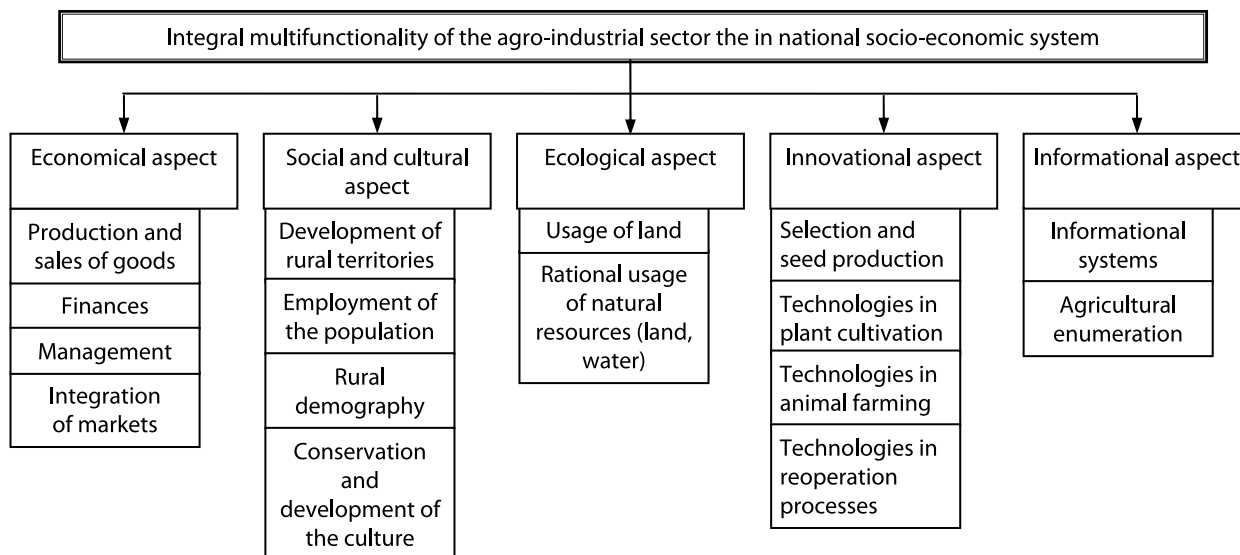 Integral multifunctionality of the agro-industrial sector the in national socio-economic system
Economical aspect
Production and
sales of goods
Finances
Management
Integration
of markets
Social and cultural
aspect
Development of
rural territories
Employment of
the population
Rural
demography
Conservation
and
development of
the culture
Ecological aspect
Usage of land
Rational usage
of natural
resources (land,
water)
Innovational aspect
Selection and
seed production
Technologies in
plant cultivation
Technologies in
animal farming
Technologies in
reoperation
processes
Informational aspect
Informational
systems
Agricultural
enumeration